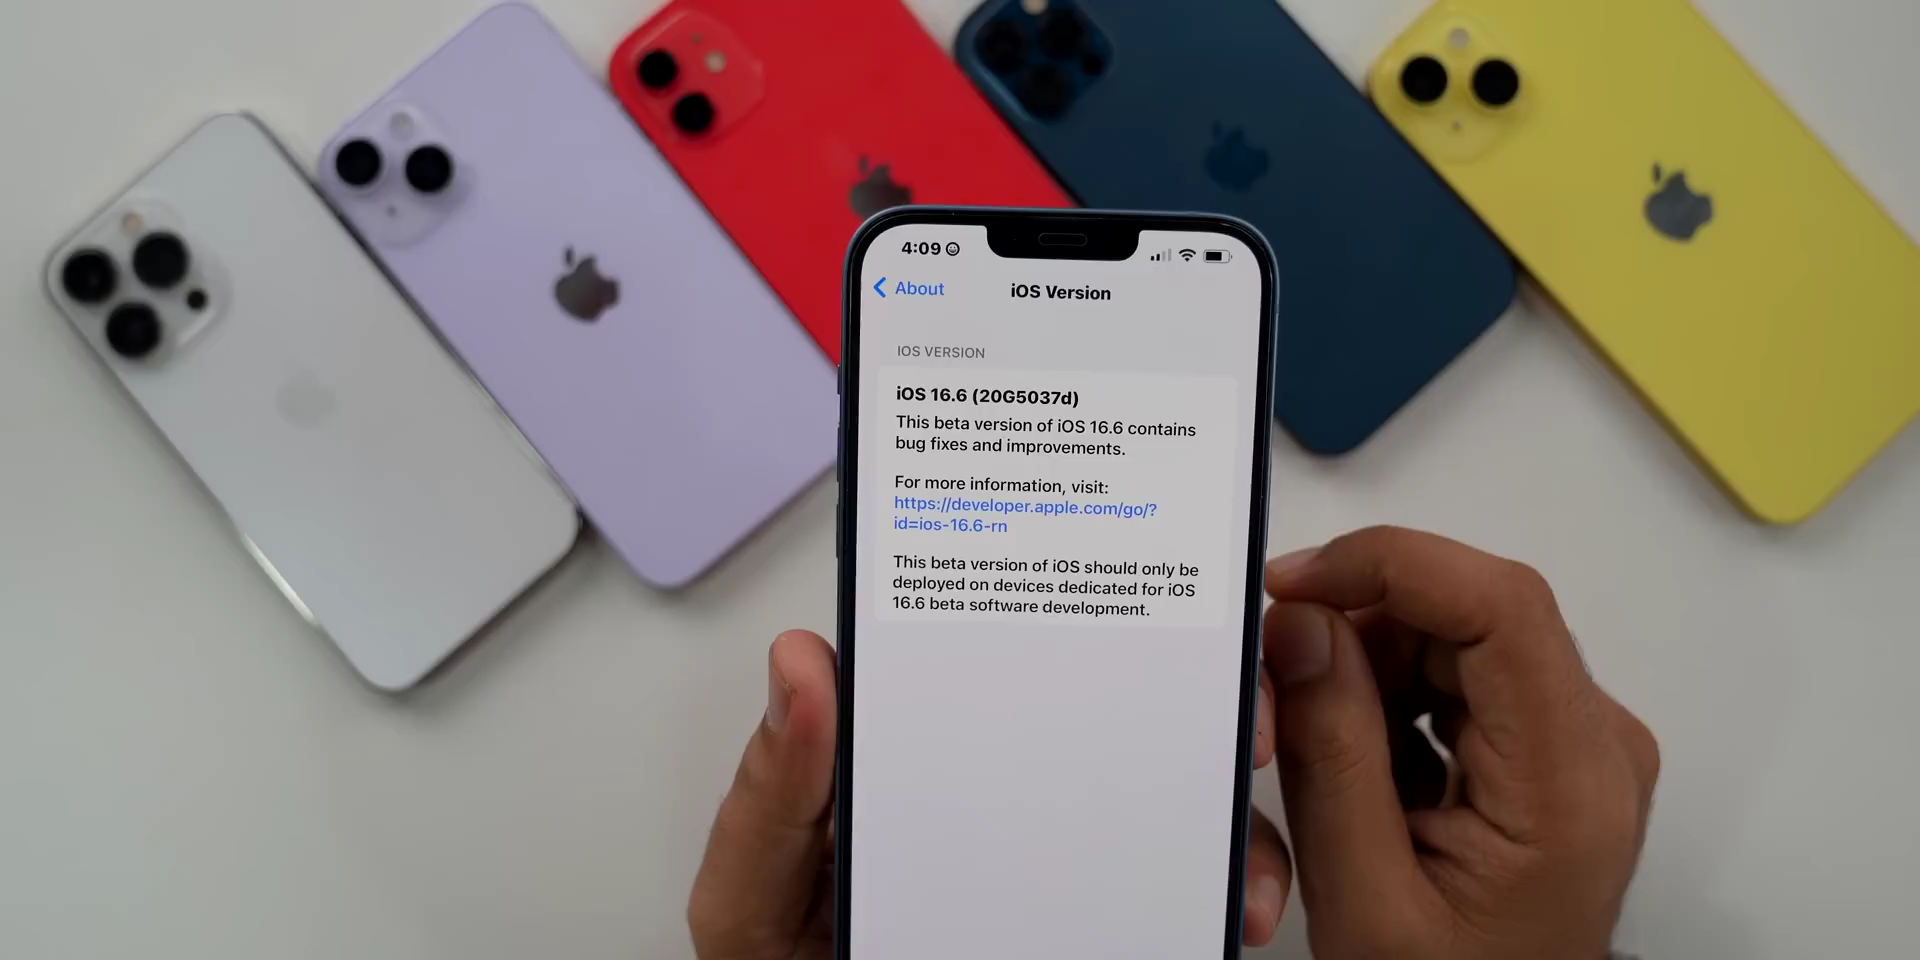 4:09
About
iOS Version
IOS VERSION
iOS 16.6 (20G5037d)
This beta version of iOS 16.6 contains
bug fixes and improvements.
For more information, visit:
https://developer.apple.com/go/?
id=ios-16.6-rn
This beta version of iOS should only be
deployed on devices dedicated for iOS
16.6 beta software development.